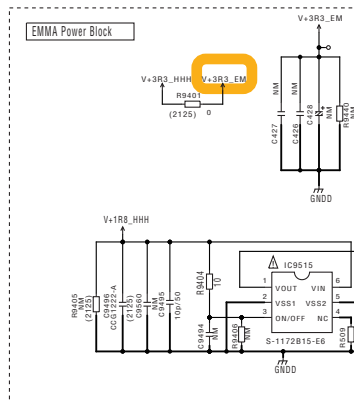 EMMA Power Block
V+3R3_EM
V+3R3_HHH
V+3R3_EM
R9401
(2125)
0
NM
C427
NM
C426
C428
+
NM
R9440
NM
GNDD
V+1R8_HHH
R9405
NM
(2125)
C9496
CCG1222-A
(2125)
C9560
NM
C9495
10p/50
R9404
10
C9494
NM
R9406
NM
IC9515
1
VOUT
VIN
6
2
VSS1
VSS2
5
3
ON/OFF
NC
4
S-1172B15-E6
R509
NM
GNDD